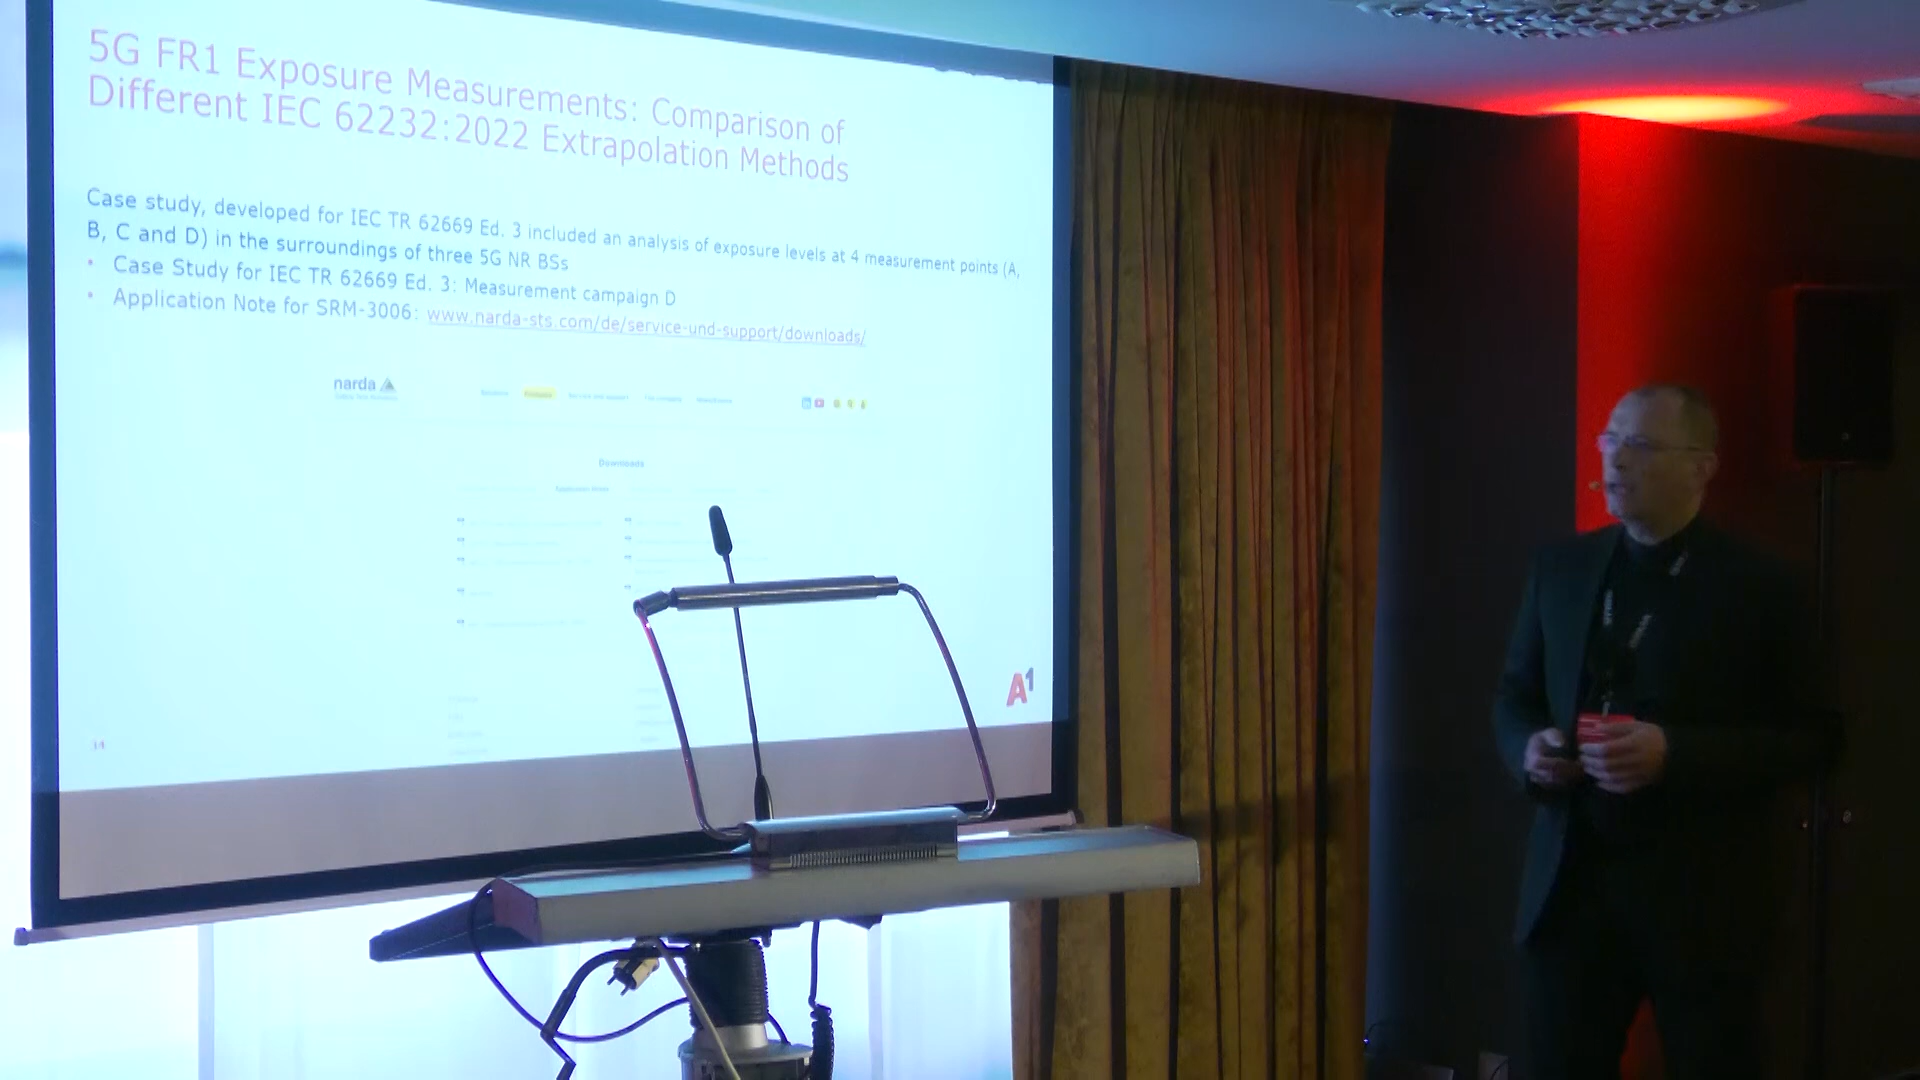 5G FR1 Exposure Measurements: Comparison of
Different IEC 62232:2022 Extrapolation Methods
Case study, developed for IEC TR 62669 Ed. 3 included an analysis of exposure levels at 4 measurement points (A,
B, C and D) in the surroundings of three 5G NR BSs
• Case Study for IEC TR 62669 Ed. 3: Measurement campaign D
• Application Note for SRM-3006: www.narda-sts.com/de/service-und-support/downloads/
narda
Downloads
A1
14